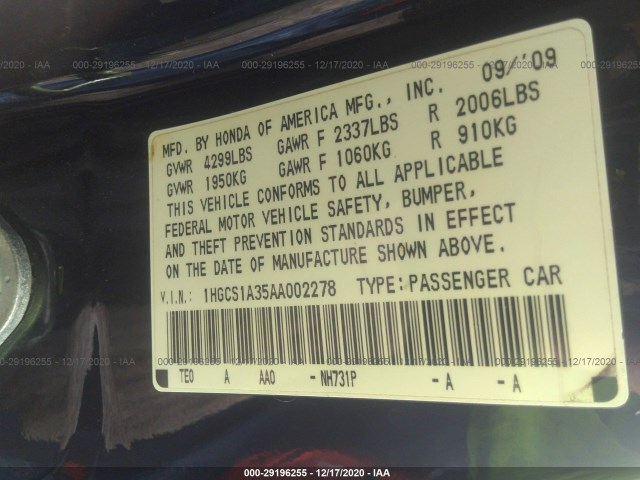 000-29196255 - 12/17/2020 - IAA
MFD. BY HONDA OF AMERICA MFG., INC. 09/'09
GVWR 4299LBS GAWR F 2337LBS R 2006LBS
GVWR 1950KG GAWR F 1060KG R 910KG
THIS VEHICLE CONFORMS TO ALL APPLICABLE
FEDERAL MOTOR VEHICLE SAFETY, BUMPER,
AND THEFT PREVENTION STANDARDS IN EFFECT
ON THE DATE OF MANUFACTURE SHOWN ABOVE.
V.I.N.: 1HGCS1A35AA002278 TYPE:PASSENGER CAR
TE0 A AA0 - NH731P - A - A
000-29196255 - 12/17/2020 - IAA